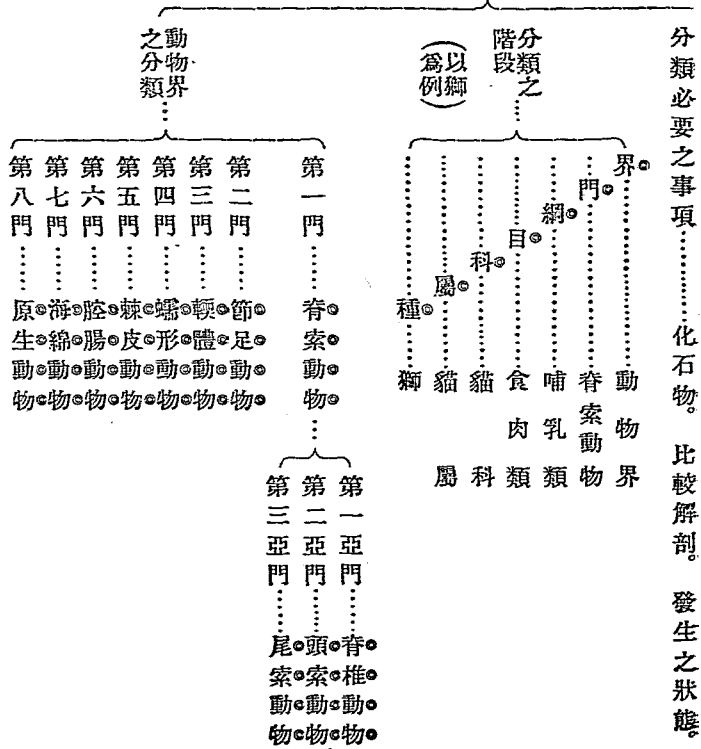 分類必要之事項………化石物。比較解剖。發生之狀態。
分類之階段(以獅爲例)……
界……動物界
門……脊索動物
綱……哺乳類
目……食肉類
科……貓科
屬……貓屬
種……獅
動物界之分類……
第一門……脊索動物……
第一亞門……脊椎動物
第二亞門……頭索動物
第三亞門……尾索動物
第二門……節足動物
第三門……輭體動物
第四門……蠕形動物
第五門……棘皮動物
第六門……腔腸動物
第七門……海綿動物
第八門……原生動物